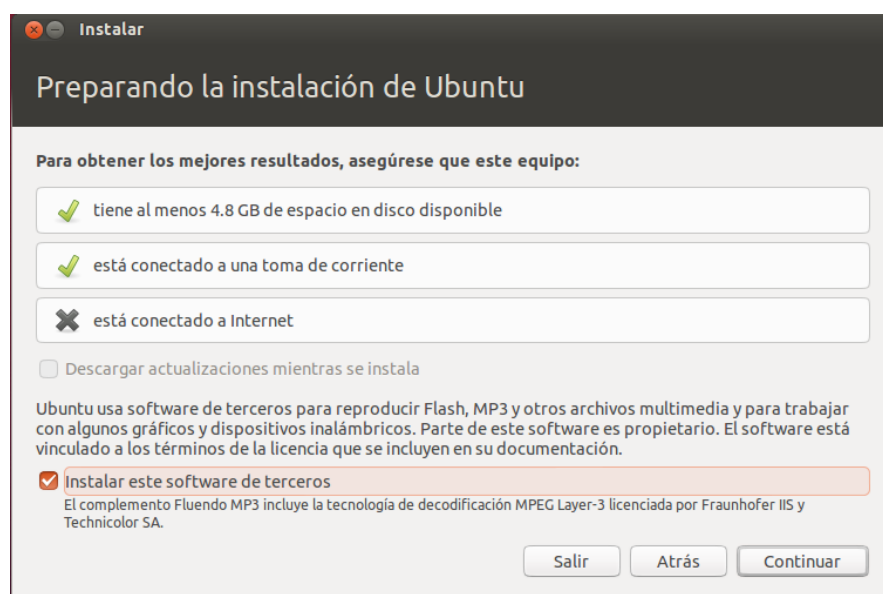 Instalar
Preparando la instalación de Ubuntu
Para obtener los mejores resultados, asegúrese que este equipo:
tiene al menos 4.8 GB de espacio en disco disponible
está conectado a una toma de corriente
está conectado a Internet
Descargar actualizaciones mientras se instala
Ubuntu usa software de terceros para reproducir Flash, MP3 y otros archivos multimedia y para trabajar
con algunos gráficos y dispositivos inalámbricos. Parte de este software es propietario. El software está
vinculado a los términos de la licencia que se incluyen en su documentación.
Instalar este software de terceros
El complemento Fluendo MP3 incluye la tecnología de decodificación MPEG Layer-3 licenciada por Fraunhofer IIS y
Technicolor SA.
Salir Atrás Continuar